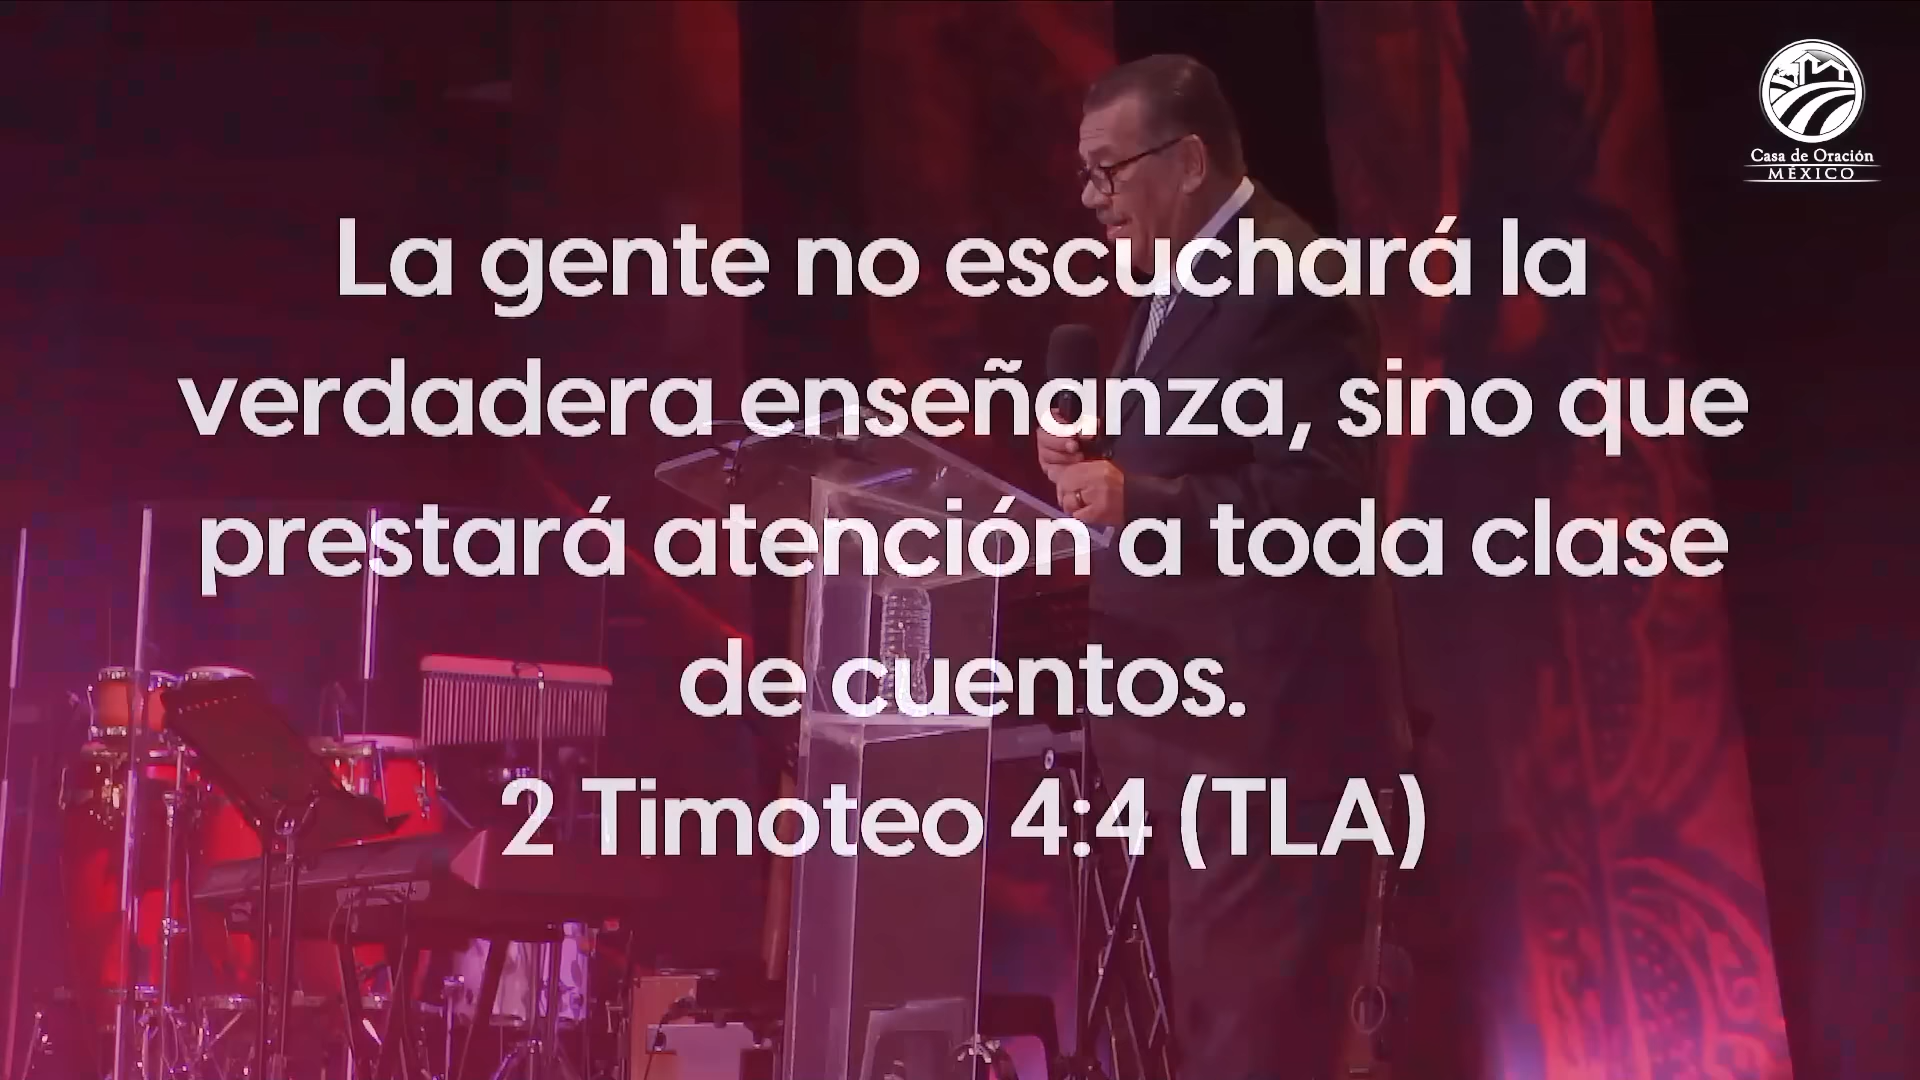 Casa de Oración
MÉXICO
La gente no escuchará la
verdadera enseñanza, sino que
prestará atención a toda clase
de cuentos.
2 Timoteo 4:4 (TLA)